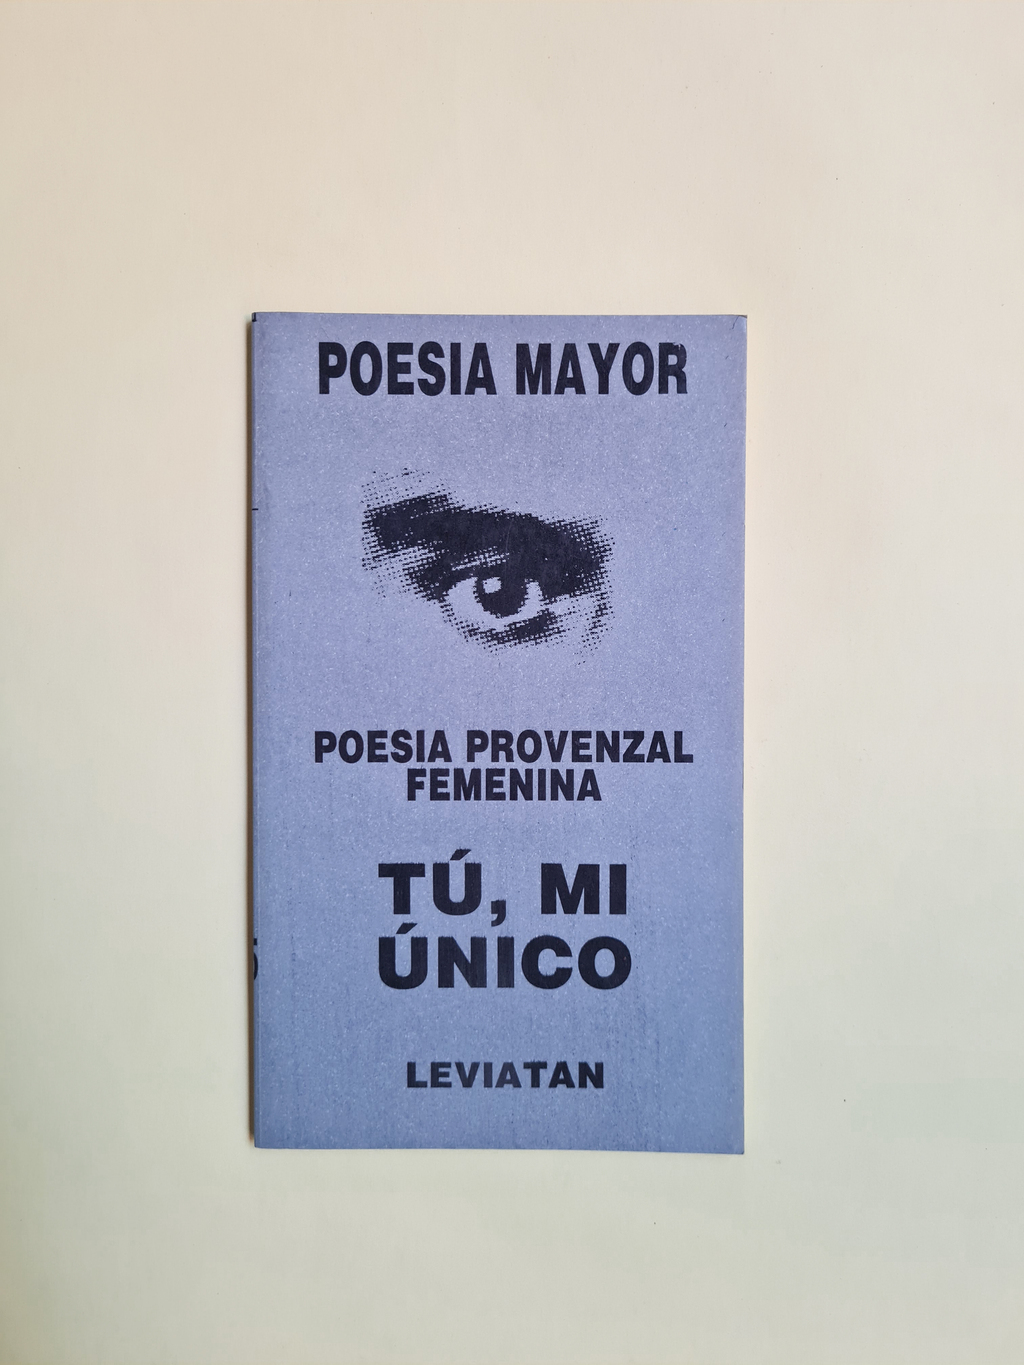 POESIA MAYOR
POESIA PROVENZAL
FEMENINA
TÚ, MI
ÚNICO
LEVIATAN